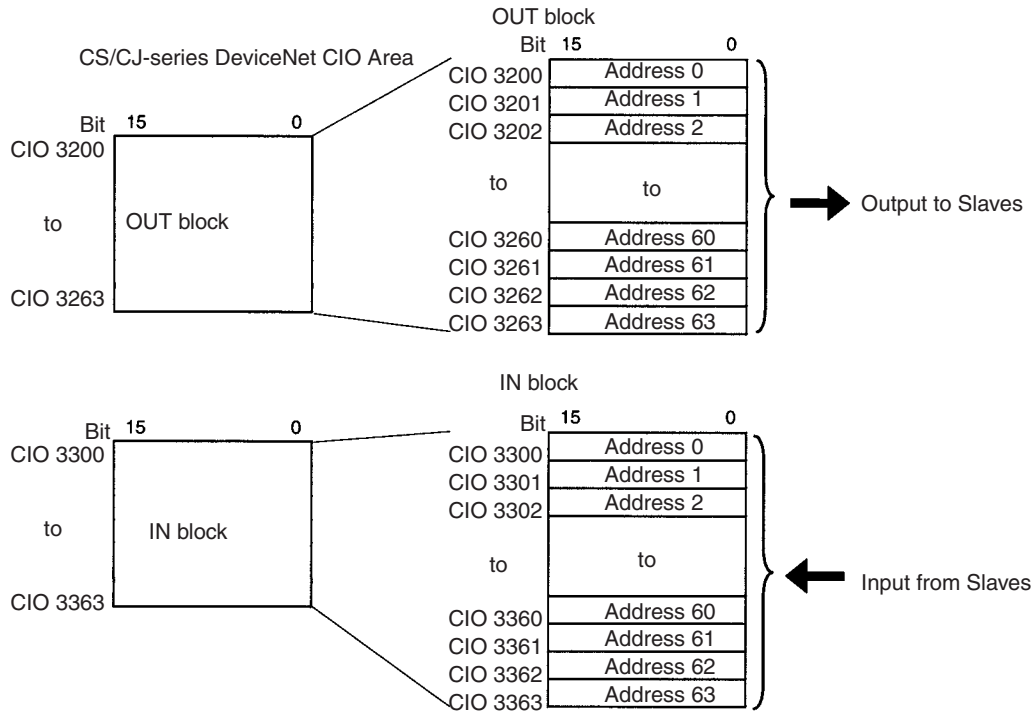 OUT block
CS/CJ-series DeviceNet CIO Area
Bit 15 0
CIO 3200 Address 0
CIO 3201 Address 1
CIO 3202 Address 2
to to
CIO 3260 Address 60
CIO 3261 Address 61
CIO 3262 Address 62
CIO 3263 Address 63
Output to Slaves
Bit 15 0
CIO 3200
to OUT block
CIO 3263
IN block
Bit 15 0
CIO 3300 Address 0
CIO 3301 Address 1
CIO 3302 Address 2
to to
CIO 3360 Address 60
CIO 3361 Address 61
CIO 3362 Address 62
CIO 3363 Address 63
Input from Slaves
Bit 15 0
CIO 3300
to IN block
CIO 3363